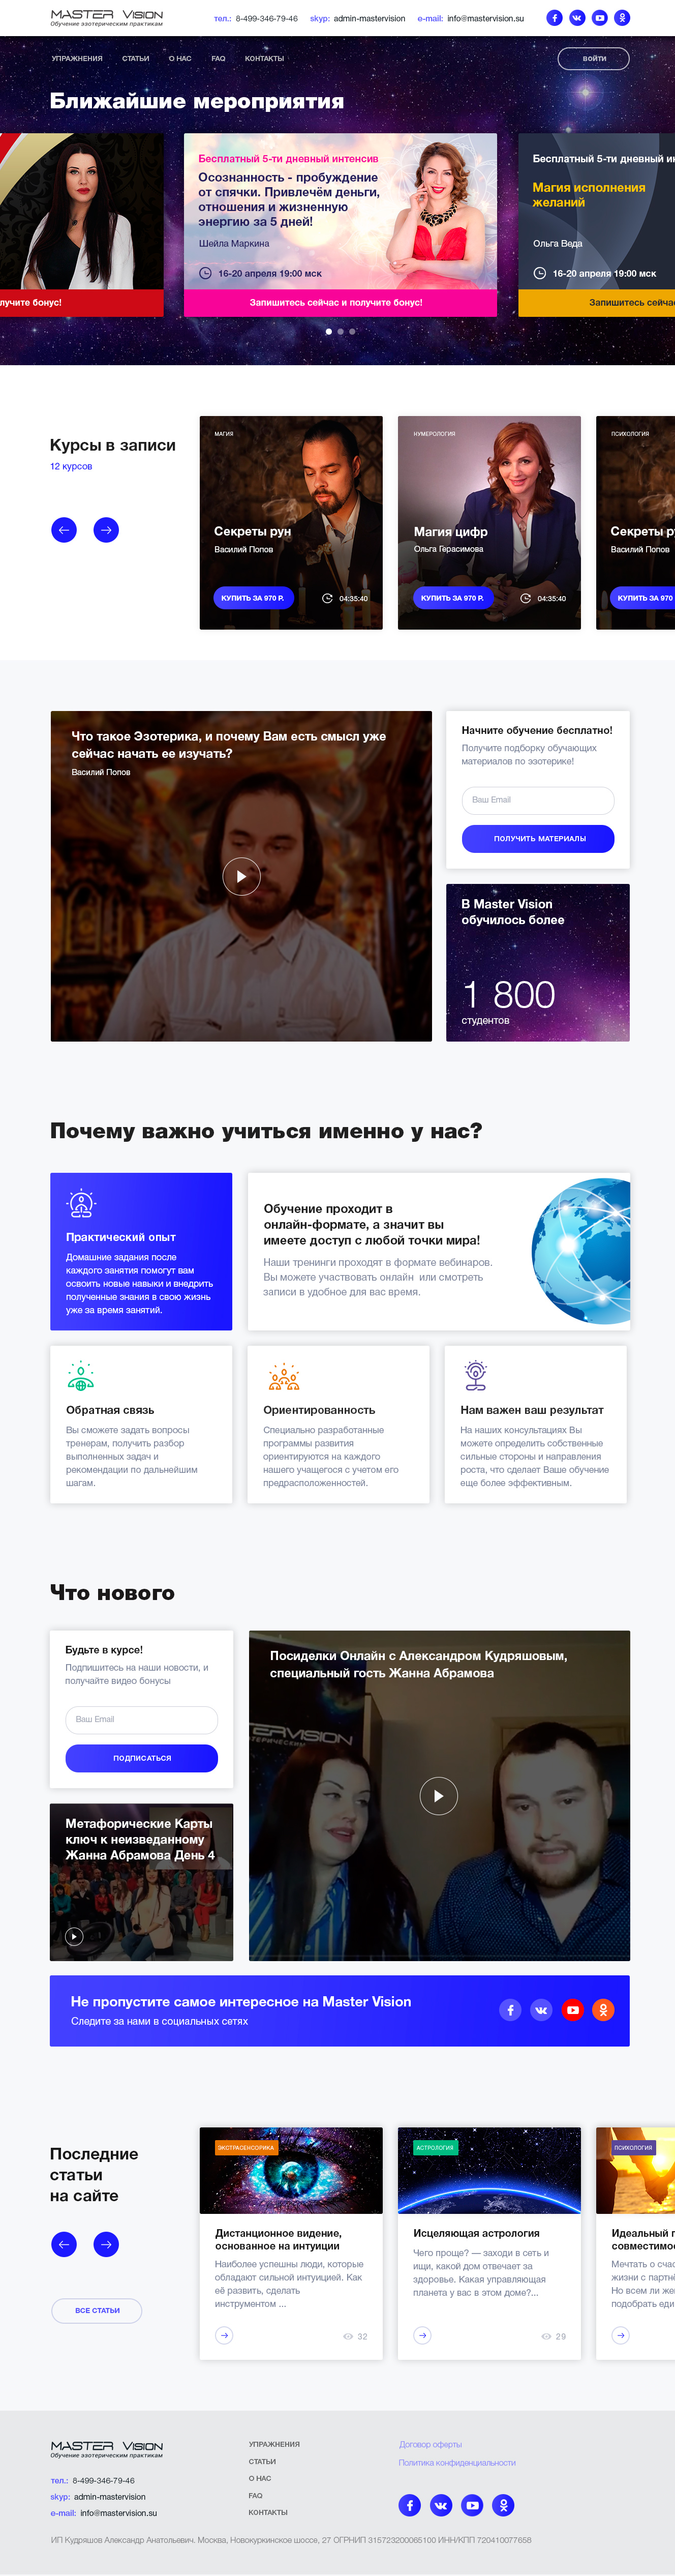 MASTER VISION
Обучение эзотерическим практикам
тел.: 8-499-346-79-46
skyp: admin-mastervision
e-mail: info@mastervision.su
УПРАЖНЕНИЯ
СТАТЬИ
О НАС
FAQ
КОНТАКТЫ
ВОЙТИ
Ближайшие мероприятия
лучите бонус!
Бесплатный 5-ти дневный интенсив
Осознанность - пробуждение
от спячки. Привлечём деньги,
отношения и жизненную
энергию за 5 дней!
Шейла Маркина
16-20 апреля 19:00 мск
Запишитесь сейчас и получите бонус!
Бесплатный 5-ти дневный ин
Магия исполнения
желаний
Ольга Веда
16-20 апреля 19:00 мск
Запишитесь сейча
Курсы в записи
12 курсов
МАГИЯ
Секреты рун
Василий Попов
КУПИТЬ ЗА 970 Р.
04:35:40
НУМЕРОЛОГИЯ
Магия цифр
Ольга Герасимова
КУПИТЬ ЗА 970 Р.
04:35:40
ПСИХОЛОГИЯ
Секреты ру
Василий Попов
КУПИТЬ ЗА 970
Что такое Эзотерика, и почему Вам есть смысл уже
сейчас начать ее изучать?
Василий Попов
Начните обучение бесплатно!
Получите подборку обучающих
материалов по эзотерике!
Ваш Email
ПОЛУЧИТЬ МАТЕРИАЛЫ
В Master Vision
обучилось более
1 800
студентов
Почему важно учиться именно у нас?
Практический опыт
Домашние задания после
каждого занятия помогут вам
освоить новые навыки и внедрить
полученные знания в свою жизнь
уже за время занятий.
Обучение проходит в
онлайн-формате, а значит вы
имеете доступ с любой точки мира!
Наши тренинги проходят в формате вебинаров.
Вы можете участвовать онлайн или смотреть
записи в удобное для вас время.
Обратная связь
Вы сможете задать вопросы
тренерам, получить разбор
выполненных задач и
рекомендации по дальнейшим
шагам.
Ориентированность
Специально разработанные
программы развития
ориентируются на каждого
нашего учащегося с учетом его
предрасположенностей.
Нам важен ваш результат
На наших консультациях Вы
можете определить собственные
сильные стороны и направления
роста, что сделает Ваше обучение
еще более эффективным.
Что нового
Будьте в курсе!
Подпишитесь на наши новости, и
получайте видео бонусы
Ваш Email
ПОДПИСАТЬСЯ
Метафорические Карты
ключ к неизведанному
Жанна Абрамова День 4
Посиделки Онлайн с Александром Кудряшовым,
специальный гость Жанна Абрамова
Не пропустите самое интересное на Master Vision
Следите за нами в социальных сетях
Последние
статьи
на сайте
ВСЕ СТАТЬИ
ЭКСТРАСЕНСОРИКА
Дистанционное видение,
основанное на интуиции
Наиболее успешны люди, которые
обладают сильной интуицией. Как
её развить, сделать
инструментом ...
32
АСТРОЛОГИЯ
Исцеляющая астрология
Чего проще? — заходи в сеть и
ищи, какой дом отвечает за
здоровье. Какая управляющая
планета у вас в этом доме?...
29
ПСИХОЛОГИЯ
Идеальный п
совместимос
Мечтать о счас
жизни с партнё
Но всем ли же
подобрать еди
MASTER VISION
Обучение эзотерическим практикам
тел.: 8-499-346-79-46
skyp: admin-mastervision
e-mail: info@mastervision.su
УПРАЖНЕНИЯ
СТАТЬИ
О НАС
FAQ
КОНТАКТЫ
Договор оферты
Политика конфиденциальности
ИП Кудряшов Александр Анатольевич. Москва, Новокуркинское шоссе, 27 ОГРНИП 315723200065100 ИНН/КПП 720410077658